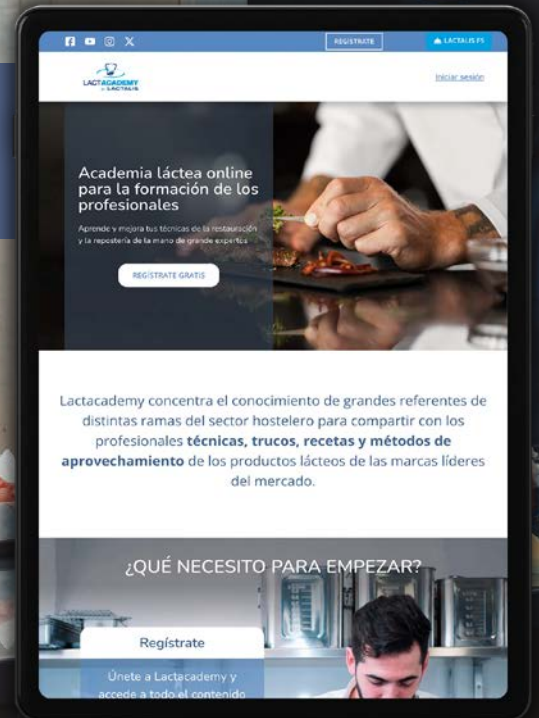 REGÍSTRATE
LACTALIS FS
LACTACADEMY
BY LACTALIS
Iniciar sesión
Academia láctea online
para la formación de los
profesionales
Aprende y mejora tus técnicas de la restauración
y la repostería de la mano de grande expertos
REGÍSTRATE GRATIS
Lactacademy concentra el conocimiento de grandes referentes de
distintas ramas del sector hostelero para compartir con los
profesionales técnicas, trucos, recetas y métodos de
aprovechamiento de los productos lácteos de las marcas líderes
del mercado.
¿QUÉ NECESITO PARA EMPEZAR?
Regístrate
Únete a Lactacademy y
accede a todo el contenido